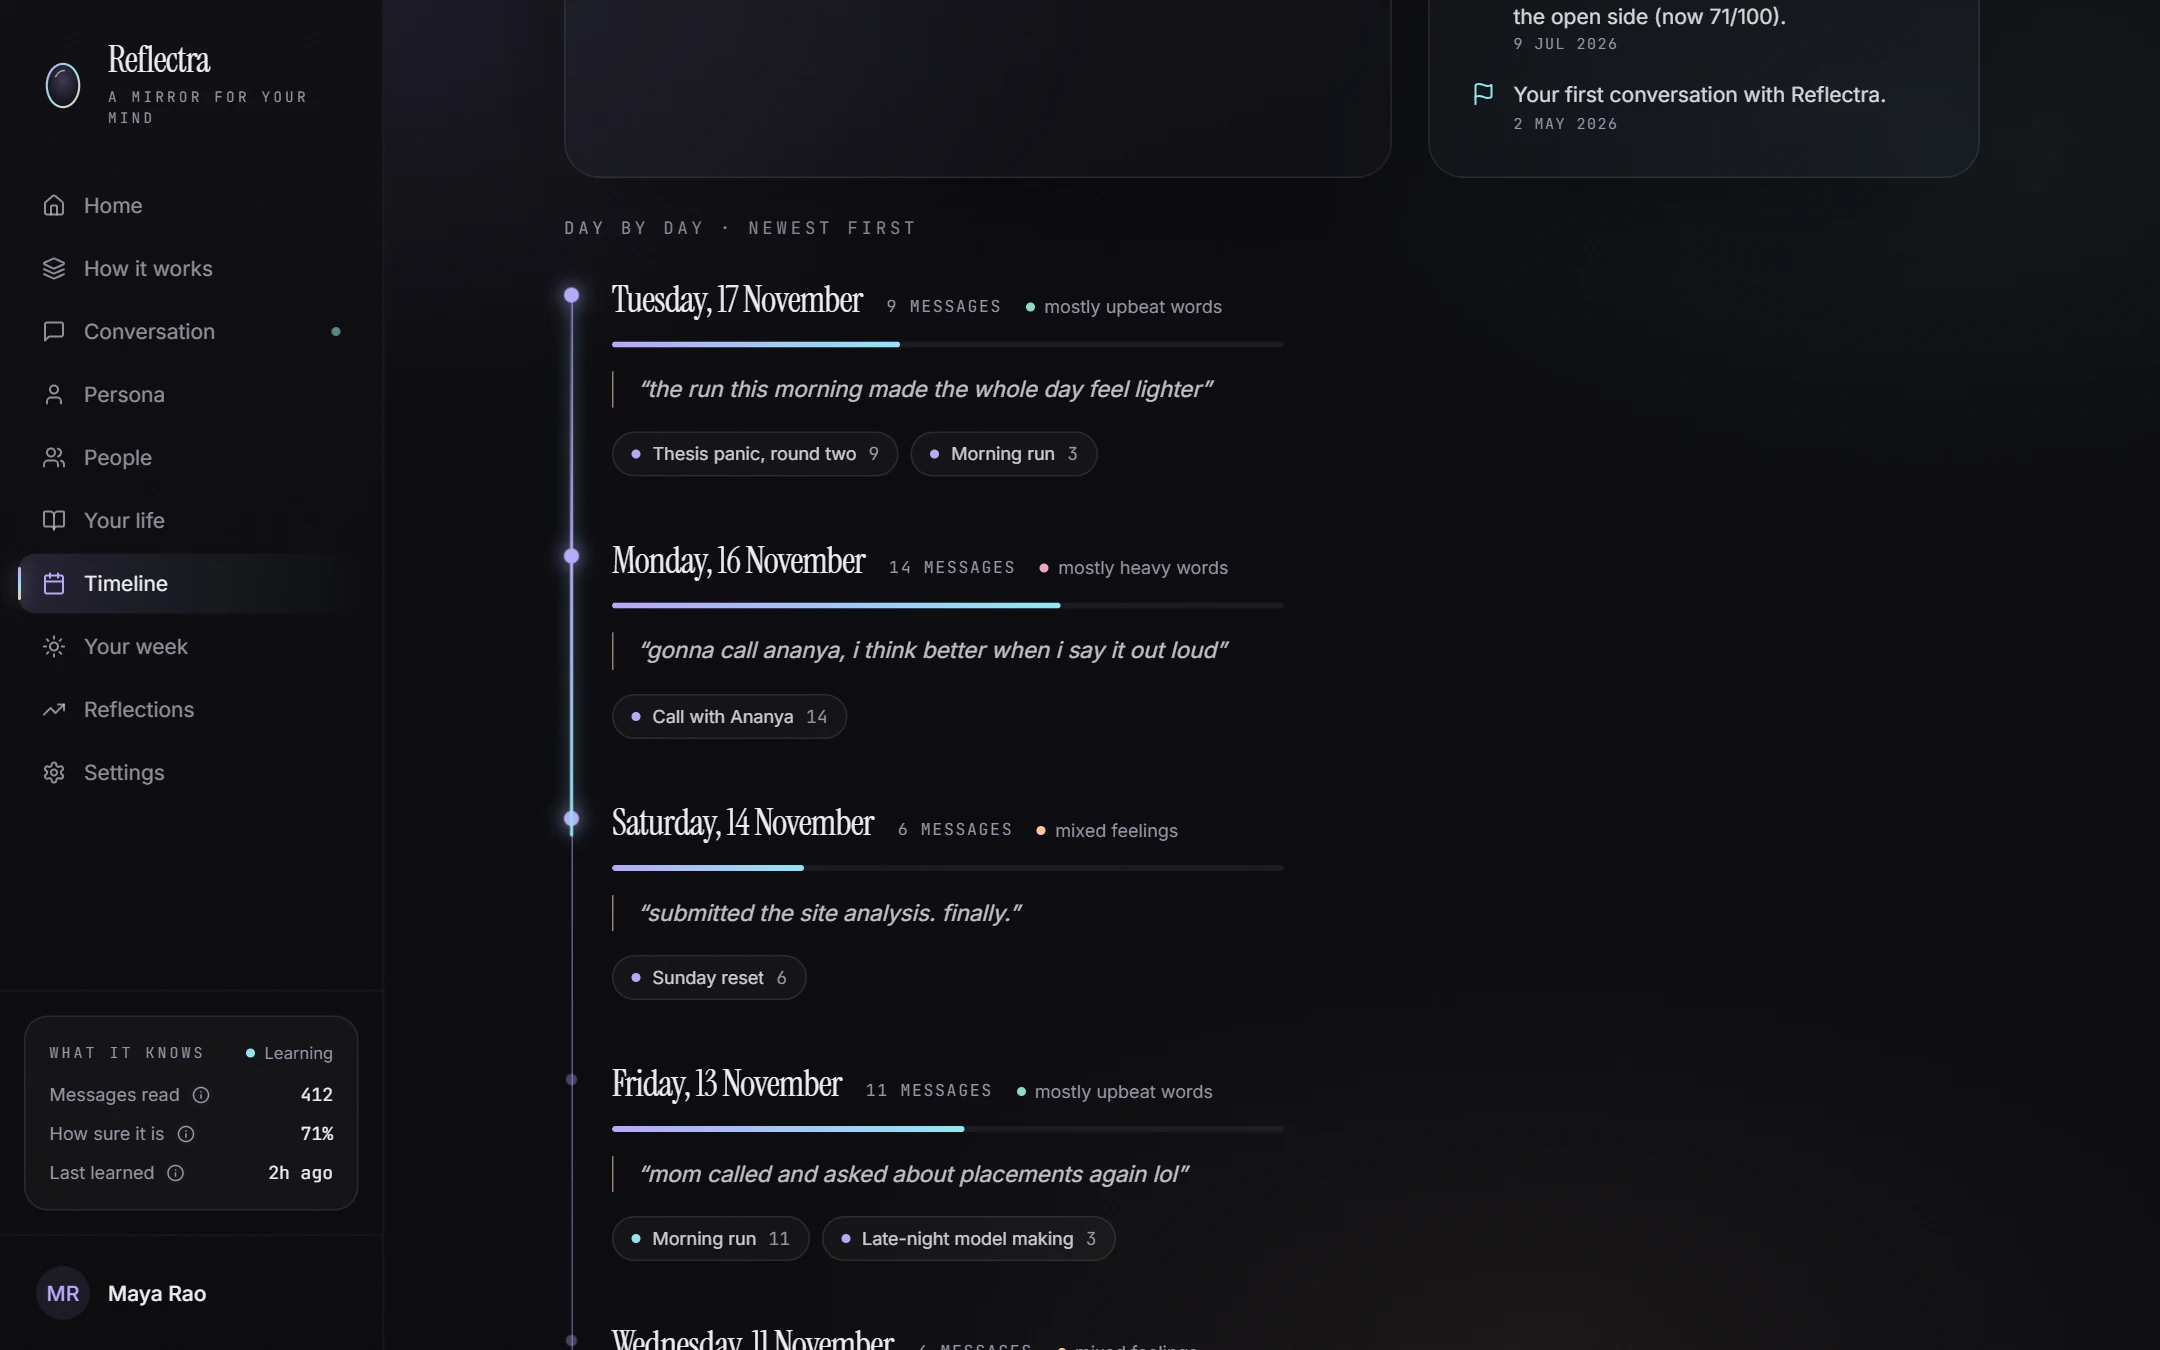 Reflectra
A MIRROR FOR YOUR
MIND
Home
How it works
Conversation
Persona
People
Your life
Timeline
Your week
Reflections
Settings
WHAT IT KNOWS
Learning
Messages read 412
How sure it is 71%
Last learned 2h ago
MR
Maya Rao
the open side (now 71/100).
9 JUL 2026
Your first conversation with Reflectra.
2 MAY 2026
DAY BY DAY · NEWEST FIRST
Tuesday, 17 November 9 MESSAGES mostly upbeat words
“the run this morning made the whole day feel lighter”
Thesis panic, round two 9 Morning run 3
Monday, 16 November 14 MESSAGES mostly heavy words
“gonna call ananya, i think better when i say it out loud”
Call with Ananya 14
Saturday, 14 November 6 MESSAGES mixed feelings
“submitted the site analysis. finally.”
Sunday reset 6
Friday, 13 November 11 MESSAGES mostly upbeat words
“mom called and asked about placements again lol”
Morning run 11 Late-night model making 3
Wednesday, 11 November MESSAGES mixed feelings